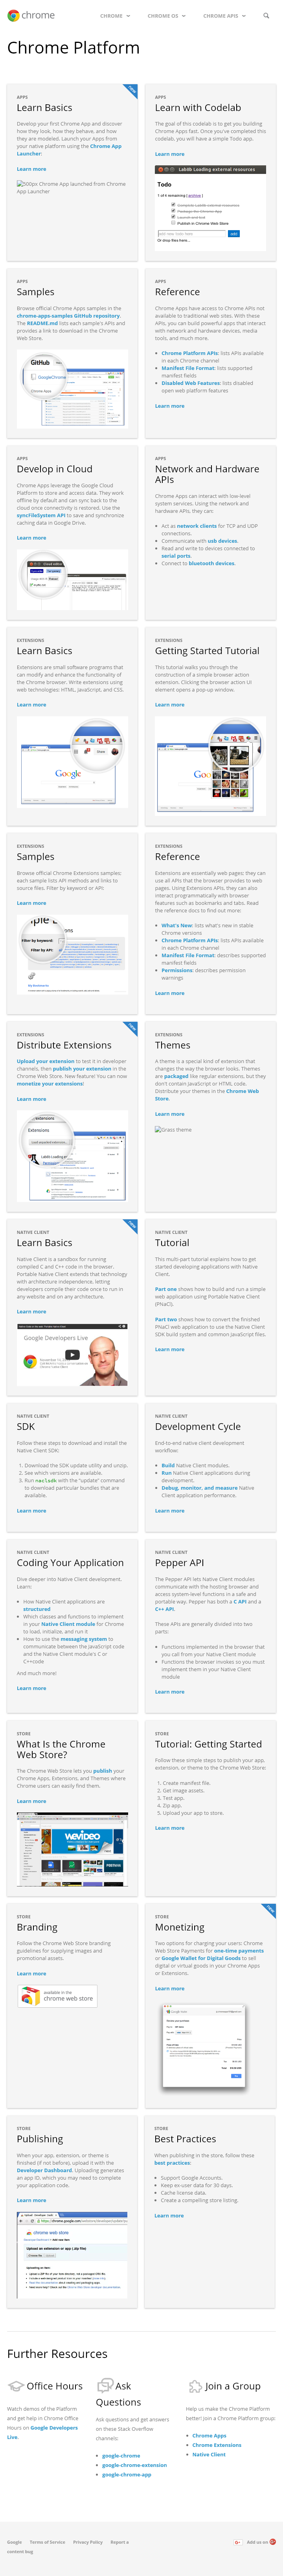 chrome
CHROME
CHROME OS
CHROME APIS
Chrome Platform
APPS
Learn Basics
Develop your first Chrome App and discover
how they look, how they behave, and how
they are modeled. Launch your Apps from
your native platform using the Chrome App
Launcher:
Learn more
500px Chrome App launched from Chrome
App Launcher
APPS
Learn with Codelab
The goal of this codelab is to get you building
Chrome Apps fast. Once you've completed this
codelab, you will have a simple Todo app.
Learn more
Lab3b Loading external resources
Todo
APPS
Samples
Browse official Chrome Apps samples in the
chrome-apps-samples GitHub repository.
The README.md lists each sample's APIs and
provides a link to download in the Chrome
Web Store.
Learn more
GitHub
APPS
Reference
Chrome Apps have access to Chrome APIs not
available to traditional web sites. With these
APIs, you can build powerful apps that interact
with network and hardware devices, media
tools, and much more.
Chrome Platform APIs: lists APIs available
in each Chrome channel
Manifest File Format: lists supported
manifest fields
Disabled Web Features: lists disabled
open web platform features
Learn more
APPS
Develop in Cloud
Chrome Apps leverage the Google Cloud
Platform to store and access data. They work
offline by default and can sync back to the
cloud once connectivity is restored. Use the
syncFileSystem API to save and synchronize
caching data in Google Drive.
Learn more
APPS
Network and Hardware
APIs
Chrome Apps can interact with low-level
system services. Using the network and
hardware APIs, they can:
Act as network clients for TCP and UDP
connections.
Communicate with usb devices.
Read and write to devices connected to
serial ports.
Connect to bluetooth devices.
EXTENSIONS
Learn Basics
Extensions are small software programs that
can modify and enhance the functionality of
the Chrome browser. Write extensions using
web technologies: HTML, JavaScript, and CSS.
Learn more
Google
EXTENSIONS
Getting Started Tutorial
This tutorial walks you through the
construction of a simple browser action
extension. Clicking the browser action UI
element opens a pop-up window.
Learn more
EXTENSIONS
Samples
Browse official Chrome Extensions samples;
each sample lists API methods and links to
source files, Filter by keyword or API:
Learn more
Filter by keyword:
Filter by API:
EXTENSIONS
Reference
Extensions are essentially web pages; they can
use all APIs the browser provides to web
pages. Using Extensions APIs, they can also
interact programmatically with browser
features such as bookmarks and tabs. Browse
the reference docs to find out more:
What's New: lists what's new in stable
Chrome versions
Chrome Platform APIs: lists APIs available
in each Chrome channel
Manifest File Format: describes
manifest fields
Permissions: describes permission
warnings
Learn more
EXTENSIONS
Distribute Extensions
Upload your extension to test it in developer
channels, then publish your extension in the
Chrome Web Store. New feature! You can now
monetize your extensions!
Learn more
Extensions
EXTENSIONS
Themes
A theme is a special kind of extension that
changes the way the browser looks. Themes
are packaged like regular extensions, but they
don't contain JavaScript or HTML code.
Distribute your themes in the Chrome Web
Store.
Learn more
Grass theme
NATIVE CLIENT
Learn Basics
Native Client is a sandbox for running
compiled C and C++ code in the browser.
Portable Native Client extends that technology
with architecture independence, letting
developers compile their code once to run in
any website and on any architecture.
Learn more
Google Developers Live
NATIVE CLIENT
Tutorial
This multi-part tutorial explains how to get
started developing applications with Native
Client.
Part one shows how to build and run a simple
web application using Portable Native Client
(PNaCl).
Part two shows how to convert the finished
PNaCl web application to use the Native Client
SDK build system and common JavaScript files.
Learn more
NATIVE CLIENT
SDK
Follow these steps to download and install the
Native Client SDK:
1. Download the SDK update utility and unzip.
2. See which versions are available.
3. Run naclsdk with the "update" command
to download particular bundles that are
available.
Learn more
NATIVE CLIENT
Development Cycle
End-to-end native client development
workflow:
Build Native Client modules.
Run Native Client applications during
development.
Debug, monitor, and measure Native
Client application performance.
Learn more
NATIVE CLIENT
Coding Your Application
Dive deeper into Native Client development.
Learn:
How Native Client applications are
structured
Which classes and functions to implement
in your Native Client module for Chrome
to load, initialize, and run it
How to use the messaging system to
communicate between the JavaScript code
and the Native Client module's C or
C++code
And much more:
Learn more
NATIVE CLIENT
Pepper API
The Pepper API lets Native Client modules
communicate with the hosting browser and
access system-level functions in a safe and
portable way. Pepper has both a C API and a
C++ API.
These APIs are generally divided into two
parts:
Functions implemented in the browser that
you call from your Native Client module
Functions the browser invokes so you must
implement them in your Native Client
module
Learn more
STORE
What Is the Chrome
Web Store?
The Chrome Web Store lets you publish your
Chrome Apps, Extensions, and Themes where
Chrome users can easily find them.
Learn more
WEVIDEO
STORE
Tutorial: Getting Started
Follow these simple steps to publish your app,
extension, or theme to the Chrome Web Store:
1. Create manifest file.
2. Get image assets.
3. Test app.
4. Zip app.
5. Upload your app to store.
Learn more
STORE
Branding
Follow the Chrome Web Store branding
guidelines for supplying images and
promotional assets.
Learn more
available in the
chrome web store
STORE
Monetizing
Two options for charging your users: Chrome
Web Store Payments for one-time payments
or Google Wallet for Digital Goods to sell
digital or virtual goods in your Chrome Apps
or Extensions.
Learn more
STORE
Publishing
When your app, extension, or theme is
finished (if not before), upload it with the
Developer Dashboard. Uploading generates
an app ID, which you may need to complete
your application code.
Learn more
chrome web store
Upload an extension or app (.zip file)
STORE
Best Practices
When publishing in the store, follow these
best practices:
Support Google Accounts.
Keep ex-user data for 30 days.
Cache license data.
Create a compelling store listing.
Learn more
Further Resources
Office Hours
Watch demos of the Platform
and get help in Chrome Office
Hours on Google Developers
Live.
Ask
Questions
Ask questions and get answers
on these Stack Overflow
channels:
google-chrome
google-chrome-extension
google-chrome-app
Join a Group
Help us make the Chrome Platform
better! Join a Chrome Platform group:
Chrome Apps
Chrome Extensions
Native Client
Google
Terms of Service
Privacy Policy
Report a
content bug
Add us on